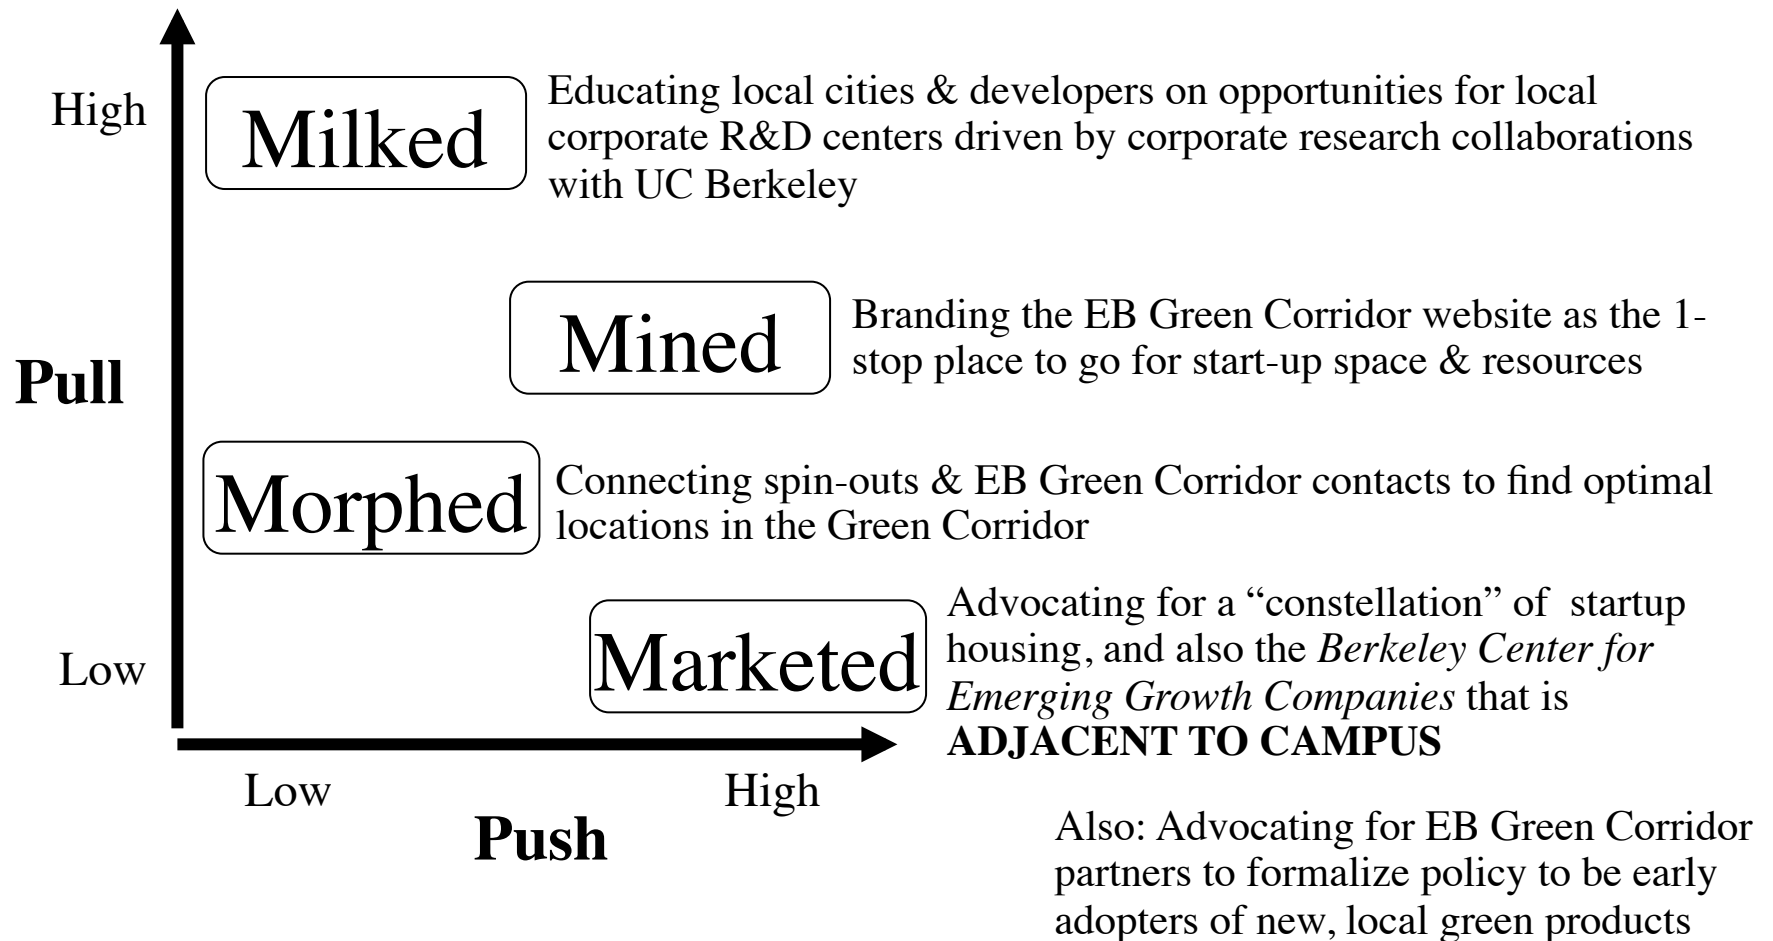 High
Milked
Educating local cities & developers on opportunities for local
corporate R&D centers driven by corporate research collaborations
with UC Berkeley
Mined
Branding the EB Green Corridor website as the 1-
stop place to go for start-up space & resources
Pull
Morphed
Connecting spin-outs & EB Green Corridor contacts to find optimal
locations in the Green Corridor
Low
Marketed
Advocating for a “constellation” of  startup
housing, and also the Berkeley Center for
Emerging Growth Companies that is
ADJACENT TO CAMPUS
Low
High
Push
Also: Advocating for EB Green Corridor
partners to formalize policy to be early
adopters of new, local green products